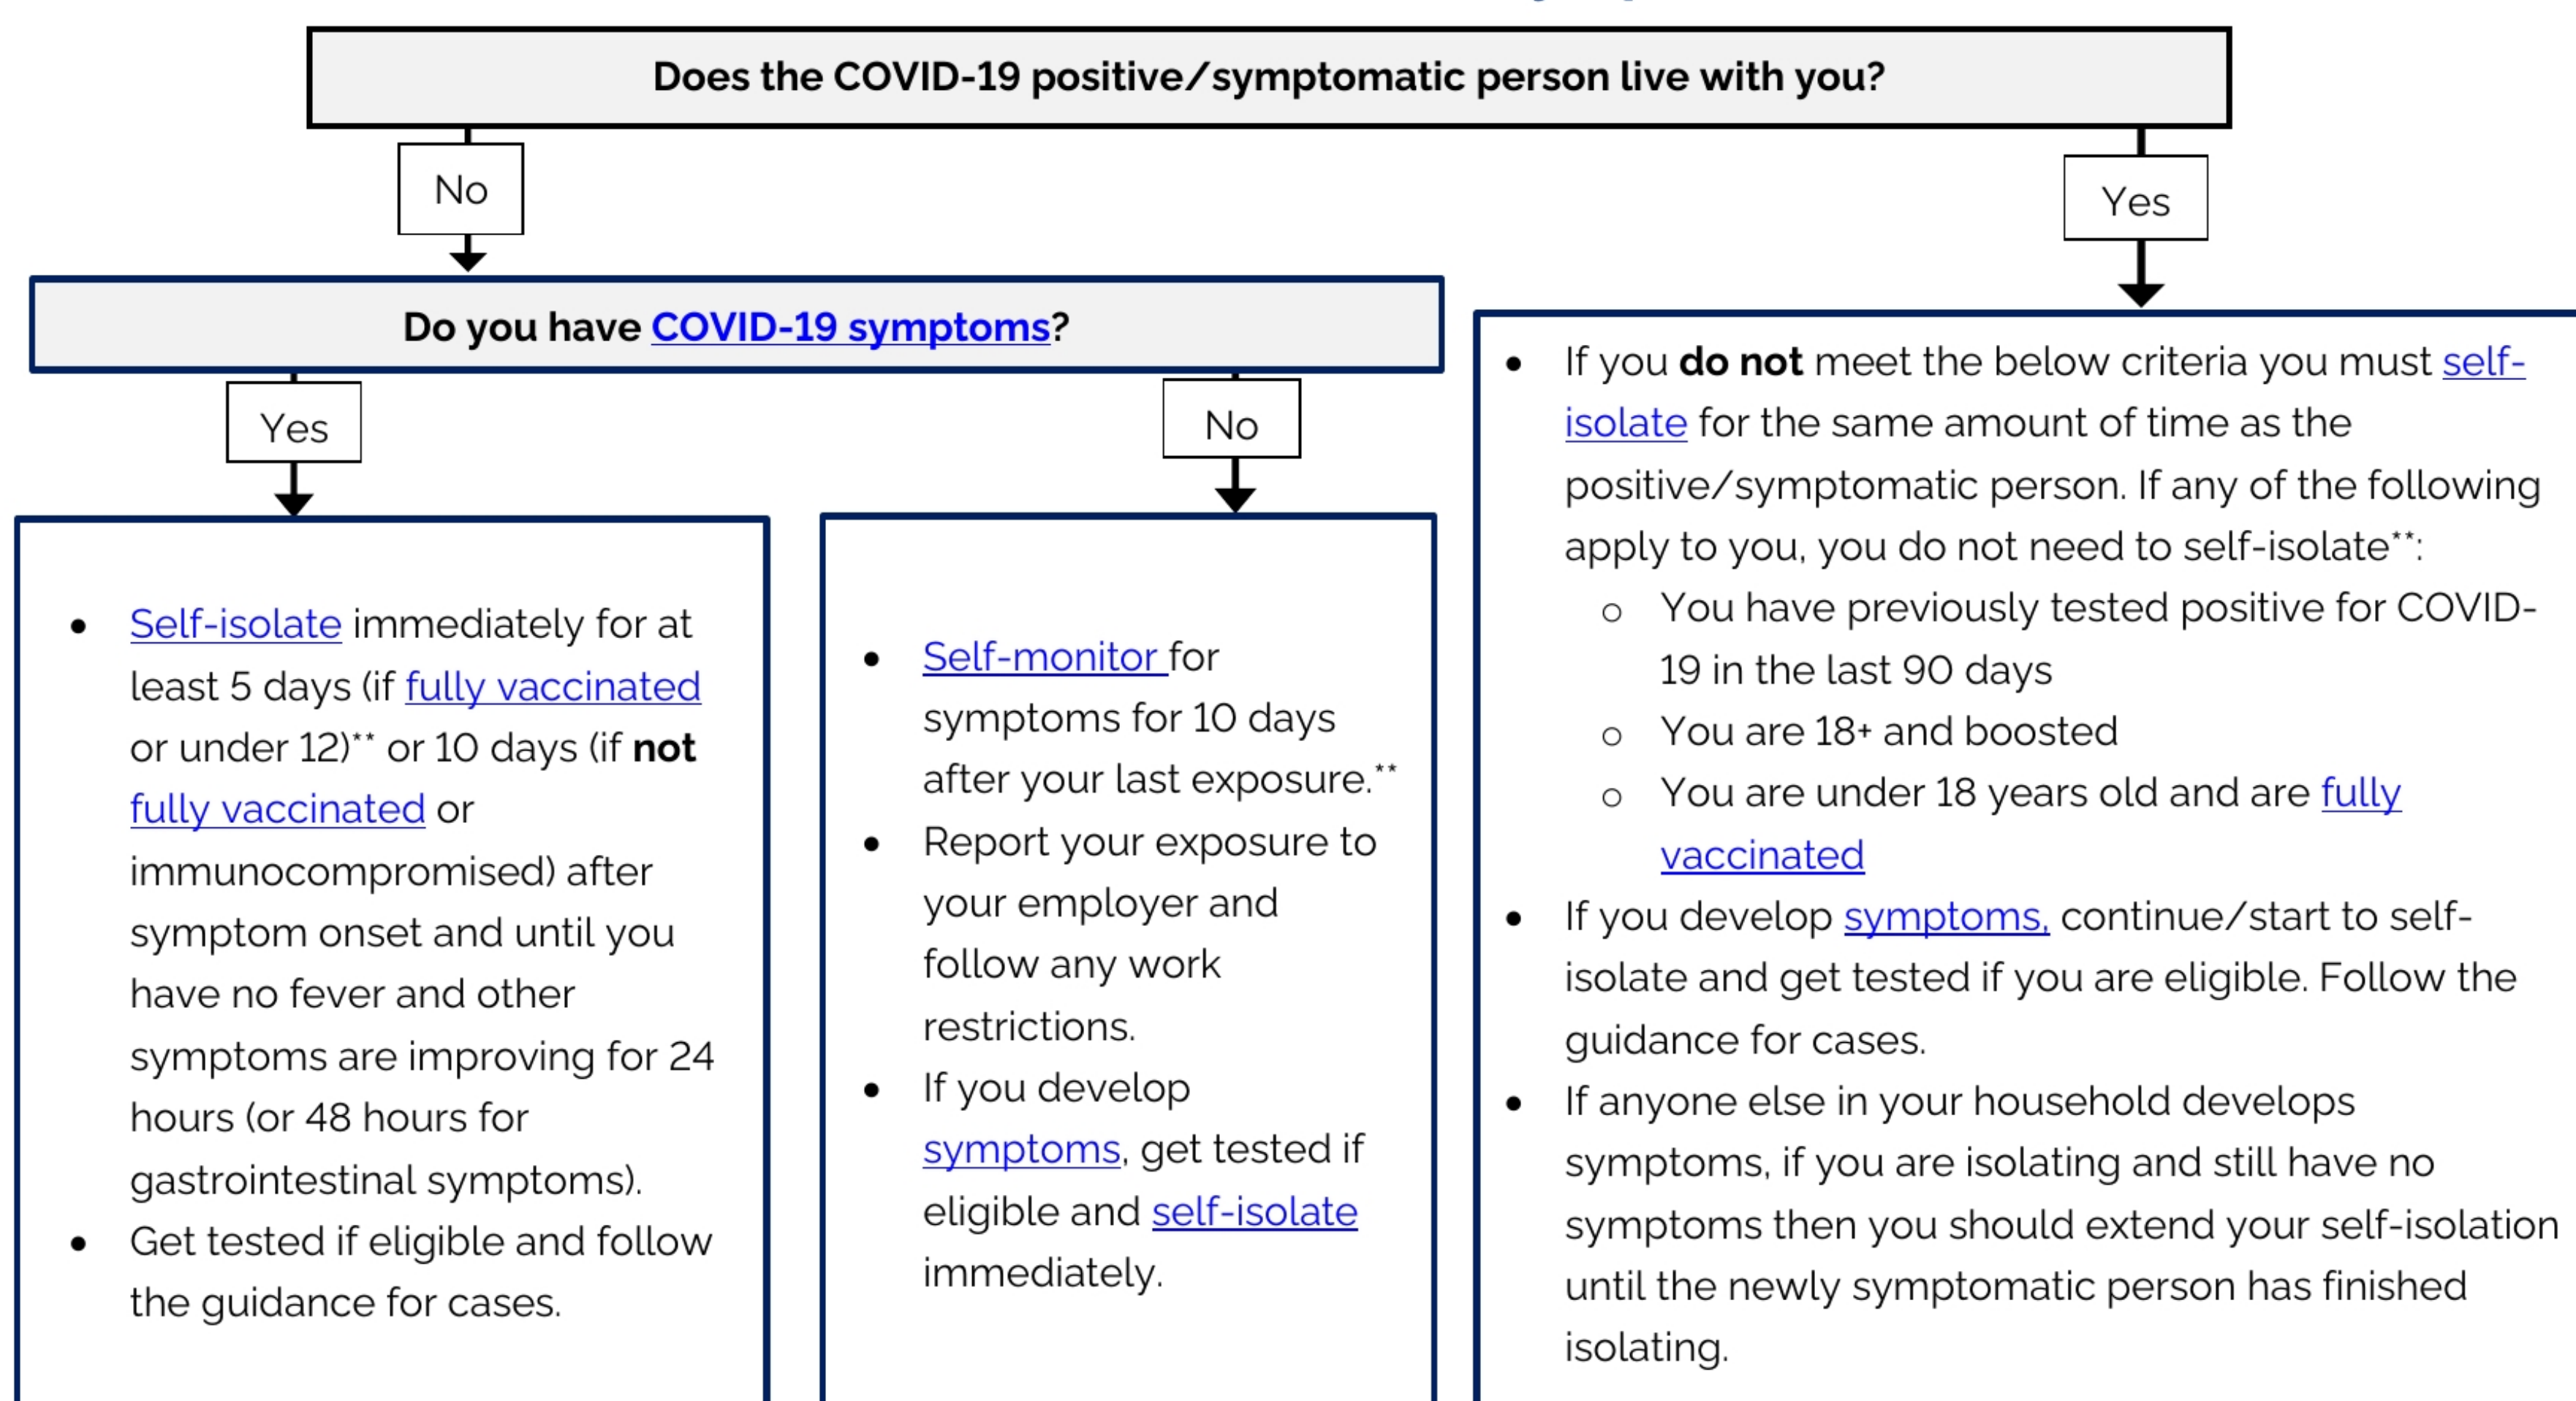 Does the COVID-19 positive/symptomatic person live with you?
No
Yes
Do you have COVID-19 symptoms?
Yes
No
• Self-isolate immediately for at
least 5 days (if fully vaccinated
or under 12)** or 10 days (if not
fully vaccinated or
immunocompromised) after
symptom onset and until you
have no fever and other
symptoms are improving for 24
hours (or 48 hours for
gastrointestinal symptoms).
• Get tested if eligible and follow
the guidance for cases.
• Self-monitor for
symptoms for 10 days
after your last exposure.**
• Report your exposure to
your employer and
follow any work
restrictions.
• If you develop
symptoms, get tested if
eligible and self-isolate
immediately.
• If you do not meet the below criteria you must self-
isolate for the same amount of time as the
positive/symptomatic person. If any of the following
apply to you, you do not need to self-isolate**:
o You have previously tested positive for COVID-
19 in the last 90 days
o You are 18+ and boosted
o You are under 18 years old and are fully
vaccinated
• If you develop symptoms, continue/start to self-
isolate and get tested if you are eligible. Follow the
guidance for cases.
• If anyone else in your household develops
symptoms, if you are isolating and still have no
symptoms then you should extend your self-isolation
until the newly symptomatic person has finished
isolating.